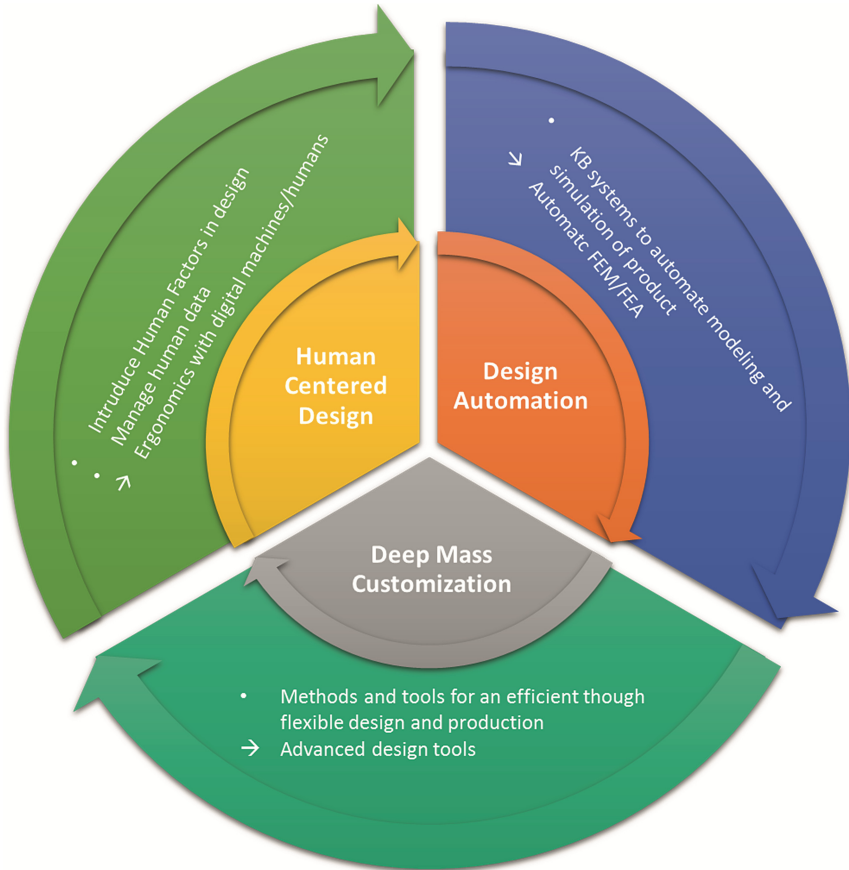 • Intruduce Human Factors in design
• Manage human data
→ Ergonomics with digital machines/humans
Human
Centered
Design
• KB systems to automate modeling and
simulation of product
→ Automatc FEM/FEA
Design
Automation
Deep Mass
Customization
• Methods and tools for an efficient though
flexible design and production
→ Advanced design tools